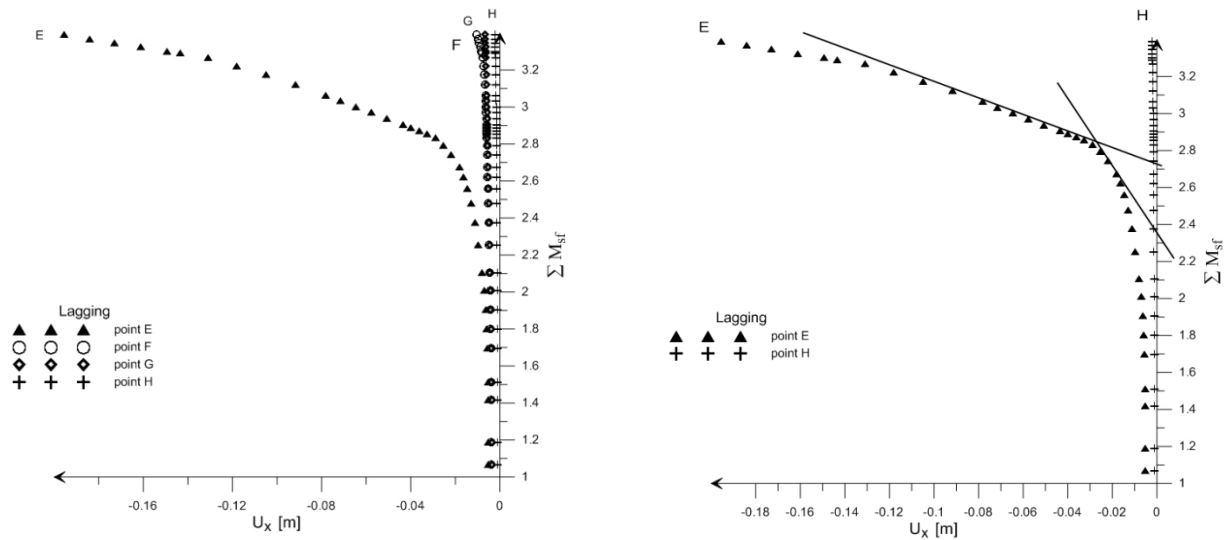 E
G
F
H
3.2
3
2.8
2.6
2.4
2.2
2
1.8
1.6
1.4
1.2
1
∑ M_sf
Lagging
point E
point F
point G
point H
-0.16 -0.12 -0.08 -0.04 0
U_X [m]
E
H
3.2
3
2.8
2.6
2.4
2.2
2
1.8
1.6
1.4
1.2
1
∑ M_sf
Lagging
point E
point H
-0.18 -0.16 -0.14 -0.12 -0.1 -0.08 -0.06 -0.04 -0.02 0
U_X [m]